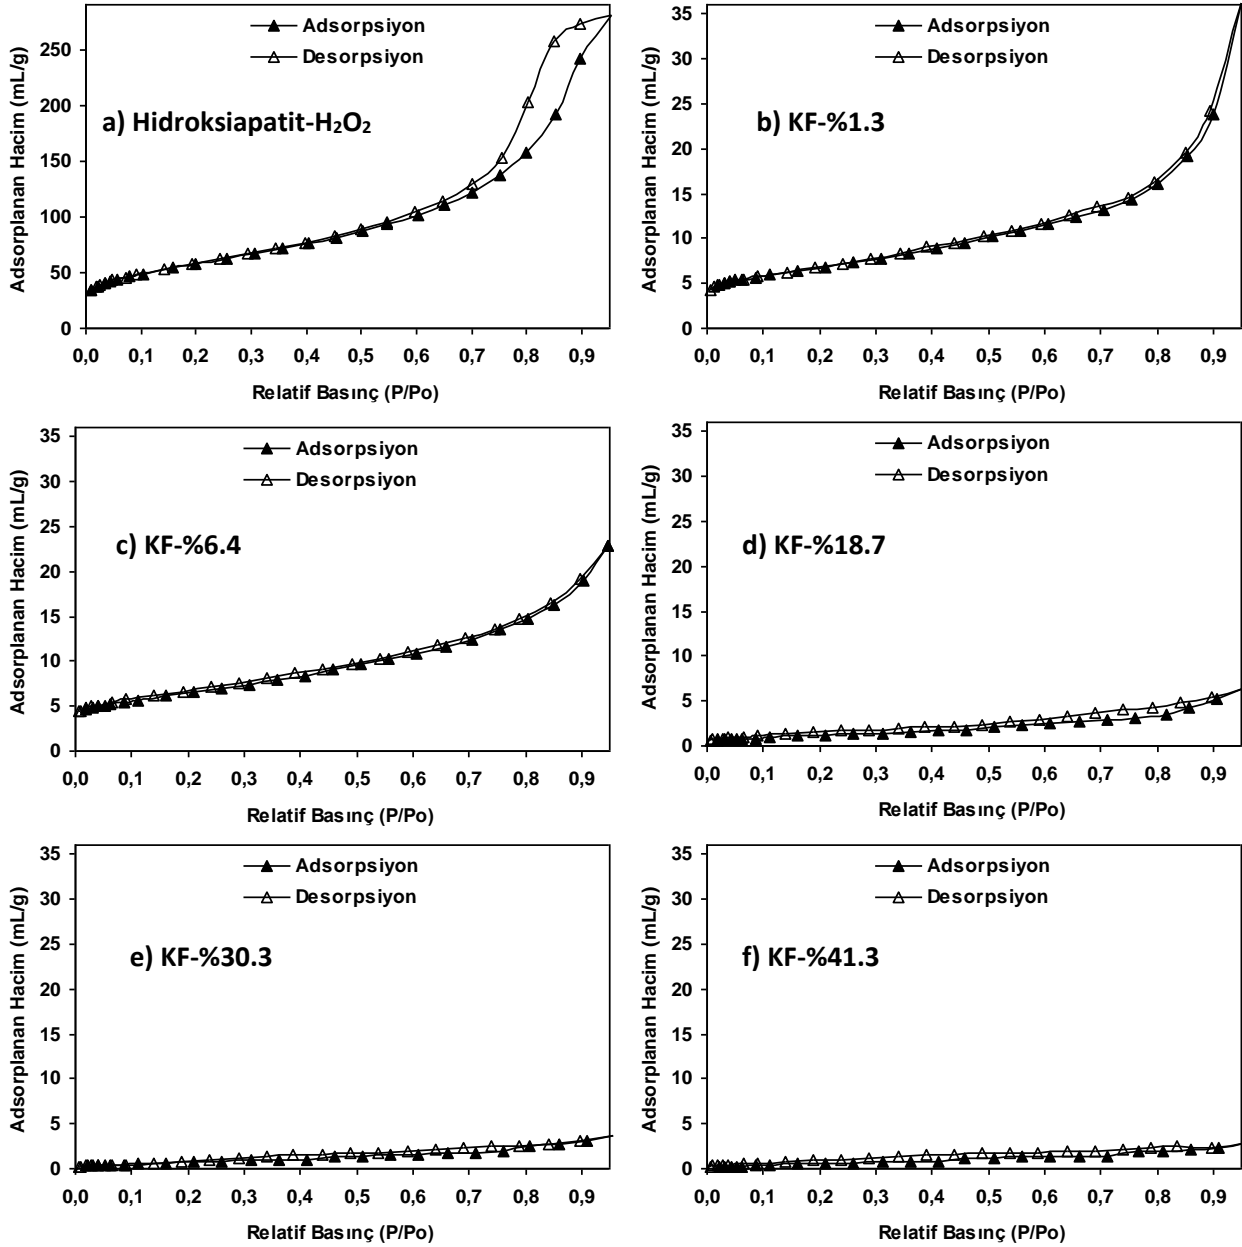 Adsorpsiyon
Desorpsiyon
a) Hidroksiapatit-H₂O₂
Adsorplanan Hacim (mL/g)
250
200
150
100
50
0
0,0 0,1 0,2 0,3 0,4 0,5 0,6 0,7 0,8 0,9
Relatif Basınç (P/Po)
Adsorpsiyon
Desorpsiyon
b) KF-%1.3
Adsorplanan Hacim (mL/g)
35
30
25
20
15
10
5
0
0,0 0,1 0,2 0,3 0,4 0,5 0,6 0,7 0,8 0,9
Relatif Basınç (P/Po)
Adsorpsiyon
Desorpsiyon
c) KF-%6.4
Adsorplanan Hacim (mL/g)
35
30
25
20
15
10
5
0
0,0 0,1 0,2 0,3 0,4 0,5 0,6 0,7 0,8 0,9
Relatif Basınç (P/Po)
Adsorpsiyon
Desorpsiyon
d) KF-%18.7
Adsorplanan Hacim (mL/g)
35
30
25
20
15
10
5
0
0,0 0,1 0,2 0,3 0,4 0,5 0,6 0,7 0,8 0,9
Relatif Basınç (P/Po)
Adsorpsiyon
Desorpsiyon
e) KF-%30.3
Adsorplanan Hacim (mL/g)
35
30
25
20
15
10
5
0
0,0 0,1 0,2 0,3 0,4 0,5 0,6 0,7 0,8 0,9
Relatif Basınç (P/Po)
Adsorpsiyon
Desorpsiyon
f) KF-%41.3
Adsorplanan Hacim (mL/g)
35
30
25
20
15
10
5
0
0,0 0,1 0,2 0,3 0,4 0,5 0,6 0,7 0,8 0,9
Relatif Basınç (P/Po)